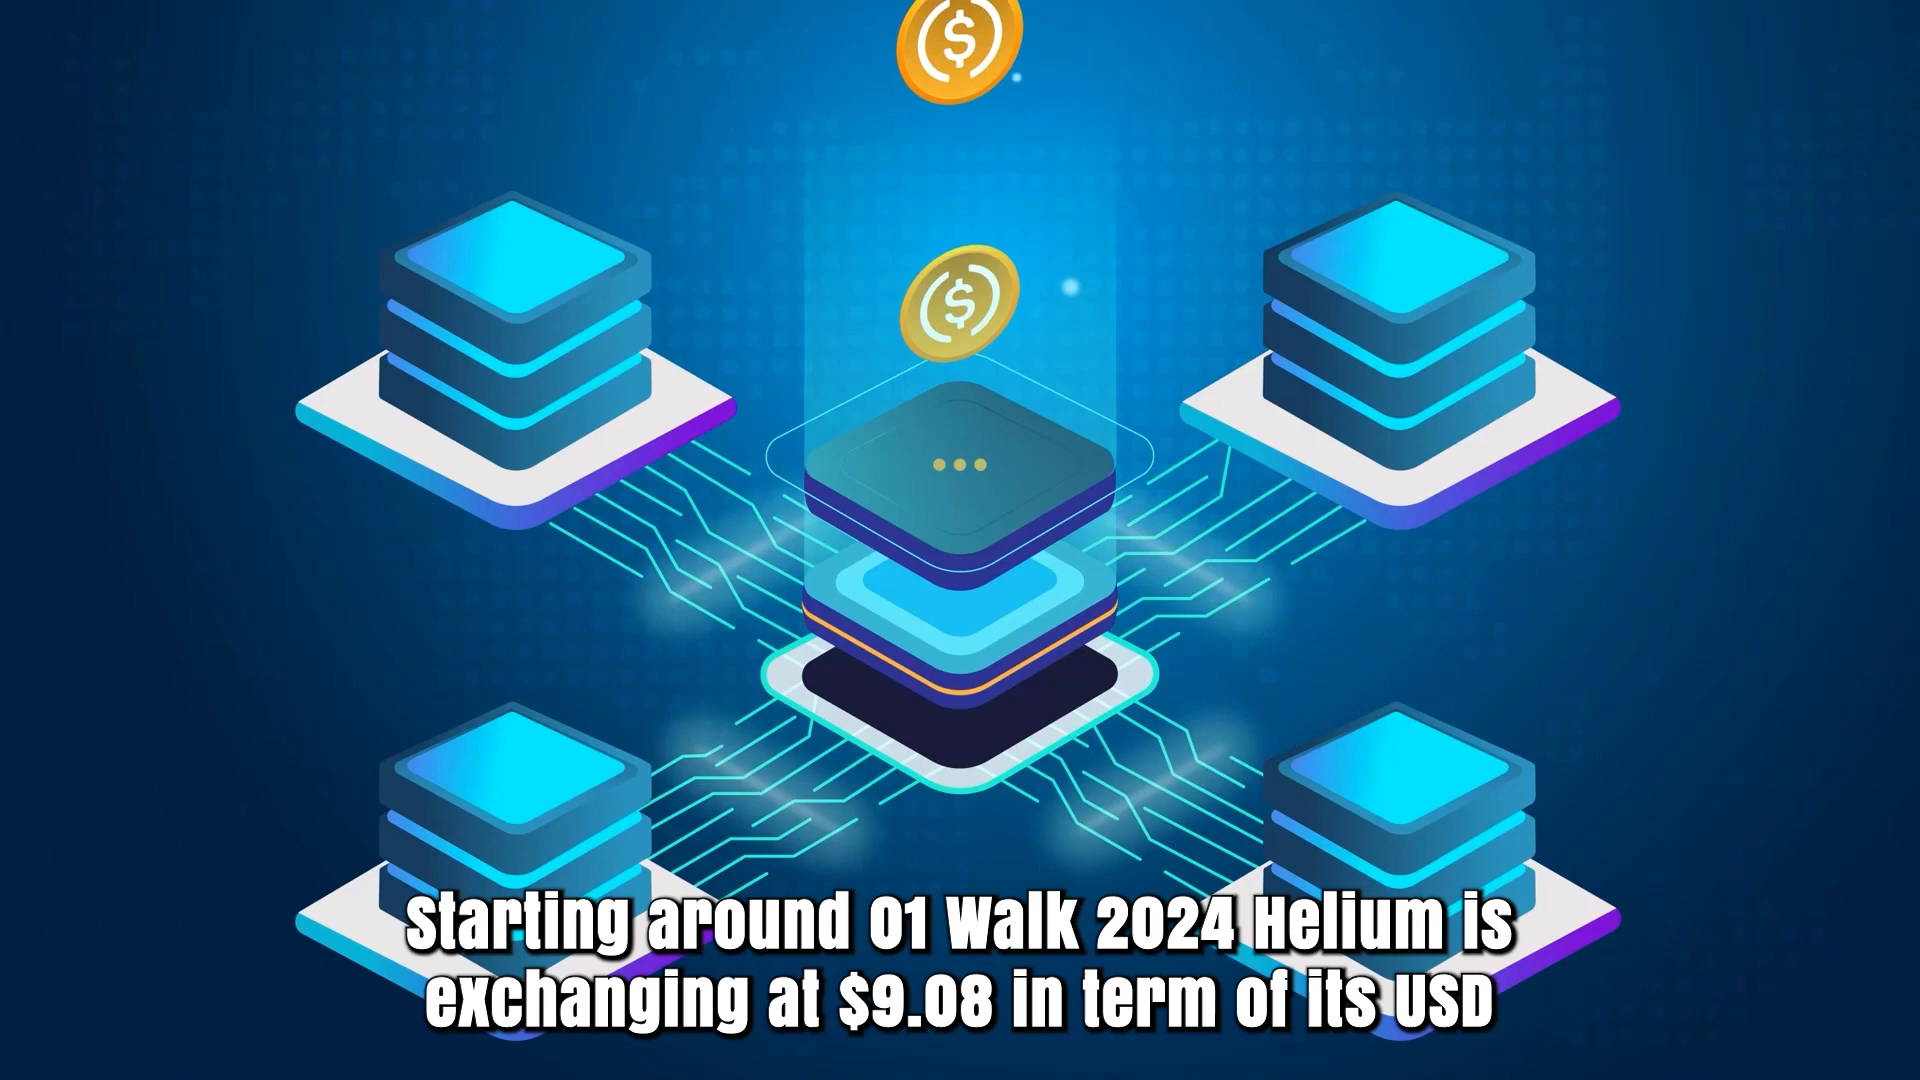 Starting around 01 Walk 2024 Helium is
exchanging at $9.08 in term of its USD